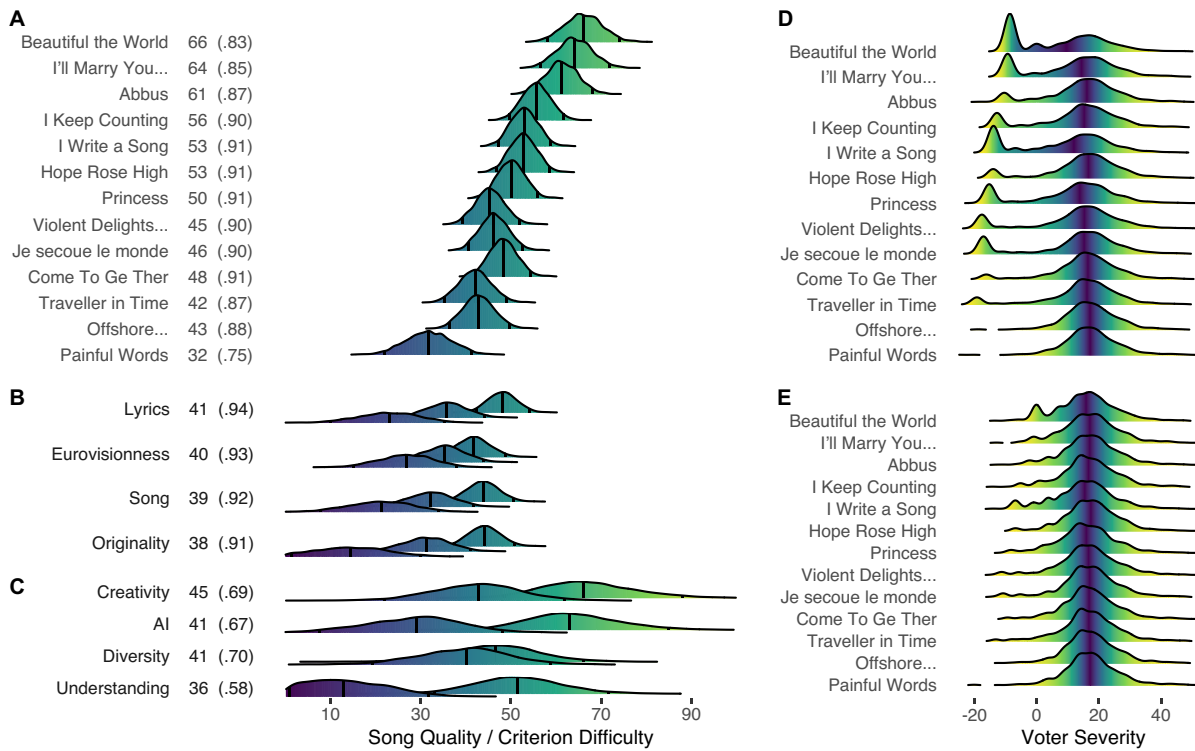 A
Beautiful the World 66 (.83)
I'll Marry You... 64 (.85)
Abbus 61 (.87)
I Keep Counting 56 (.90)
I Write a Song 53 (.91)
Hope Rose High 53 (.91)
Princess 50 (.91)
Violent Delights... 45 (.90)
Je secoue le monde 46 (.90)
Come To Ge Ther 48 (.91)
Traveller in Time 42 (.87)
Offshore... 43 (.88)
Painful Words 32 (.75)
B
Lyrics 41 (.94)
Eurovisionness 40 (.93)
Song 39 (.92)
Originality 38 (.91)
C
Creativity 45 (.69)
AI 41 (.67)
Diversity 41 (.70)
Understanding 36 (.58)
10 30 50 70 90
Song Quality / Criterion Difficulty
D
Beautiful the World
I'll Marry You...
Abbus
I Keep Counting
I Write a Song
Hope Rose High
Princess
Violent Delights...
Je secoue le monde
Come To Ge Ther
Traveller in Time
Offshore...
Painful Words
E
Beautiful the World
I'll Marry You...
Abbus
I Keep Counting
I Write a Song
Hope Rose High
Princess
Violent Delights...
Je secoue le monde
Come To Ge Ther
Traveller in Time
Offshore...
Painful Words
-20 0 20 40
Voter Severity